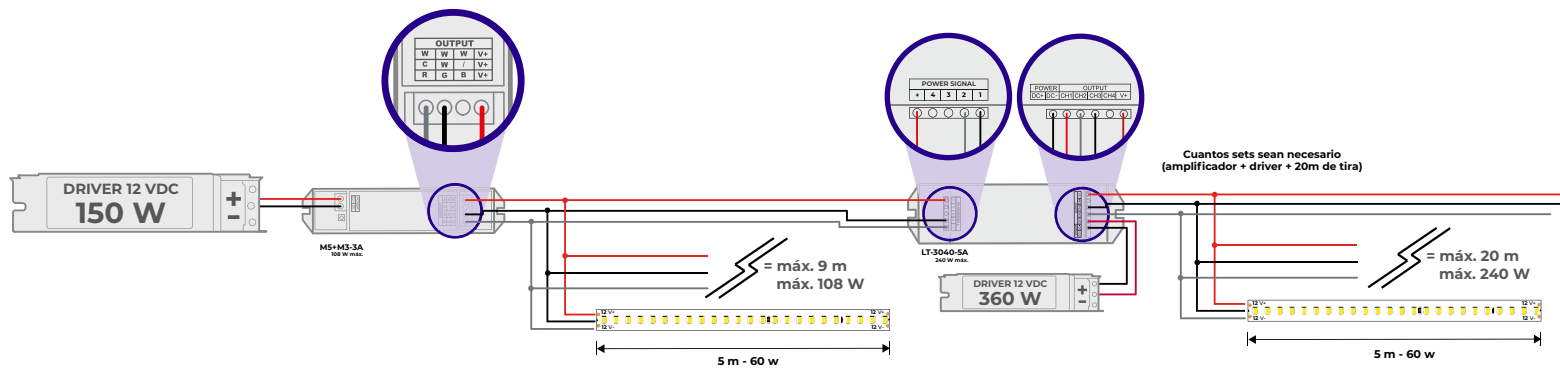 OUTPUT
W W W V+
C W / V+
R G B V+
POWER SIGNAL
+ 4 3 2 1
POWER OUTPUT
DC+ DC- CH1 CH2 CH3 CH4 V+
Cuantos sets sean necesario
(amplificador + driver + 20m de tira)
DRIVER 12 VDC
150 W
+
-
M5+M3-3A
108 W máx.
LT-3040-5A
240 W máx.
= máx. 9 m
máx. 108 W
= máx. 20 m
máx. 240 W
DRIVER 12 VDC
360 W
+
-
12 V+ 12 V+
12 V- 12 V-
5 m - 60 w
12 V+ 12 V+
12 V- 12 V-
5 m - 60 w